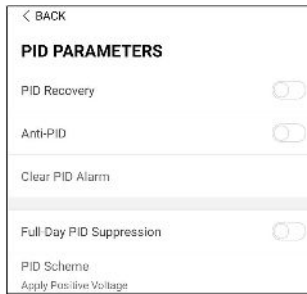 < BACK
PID PARAMETERS
PID Recovery
Anti-PID
Clear PID Alarm
Full-Day PID Suppression
PID Scheme
Apply Positive Voltage